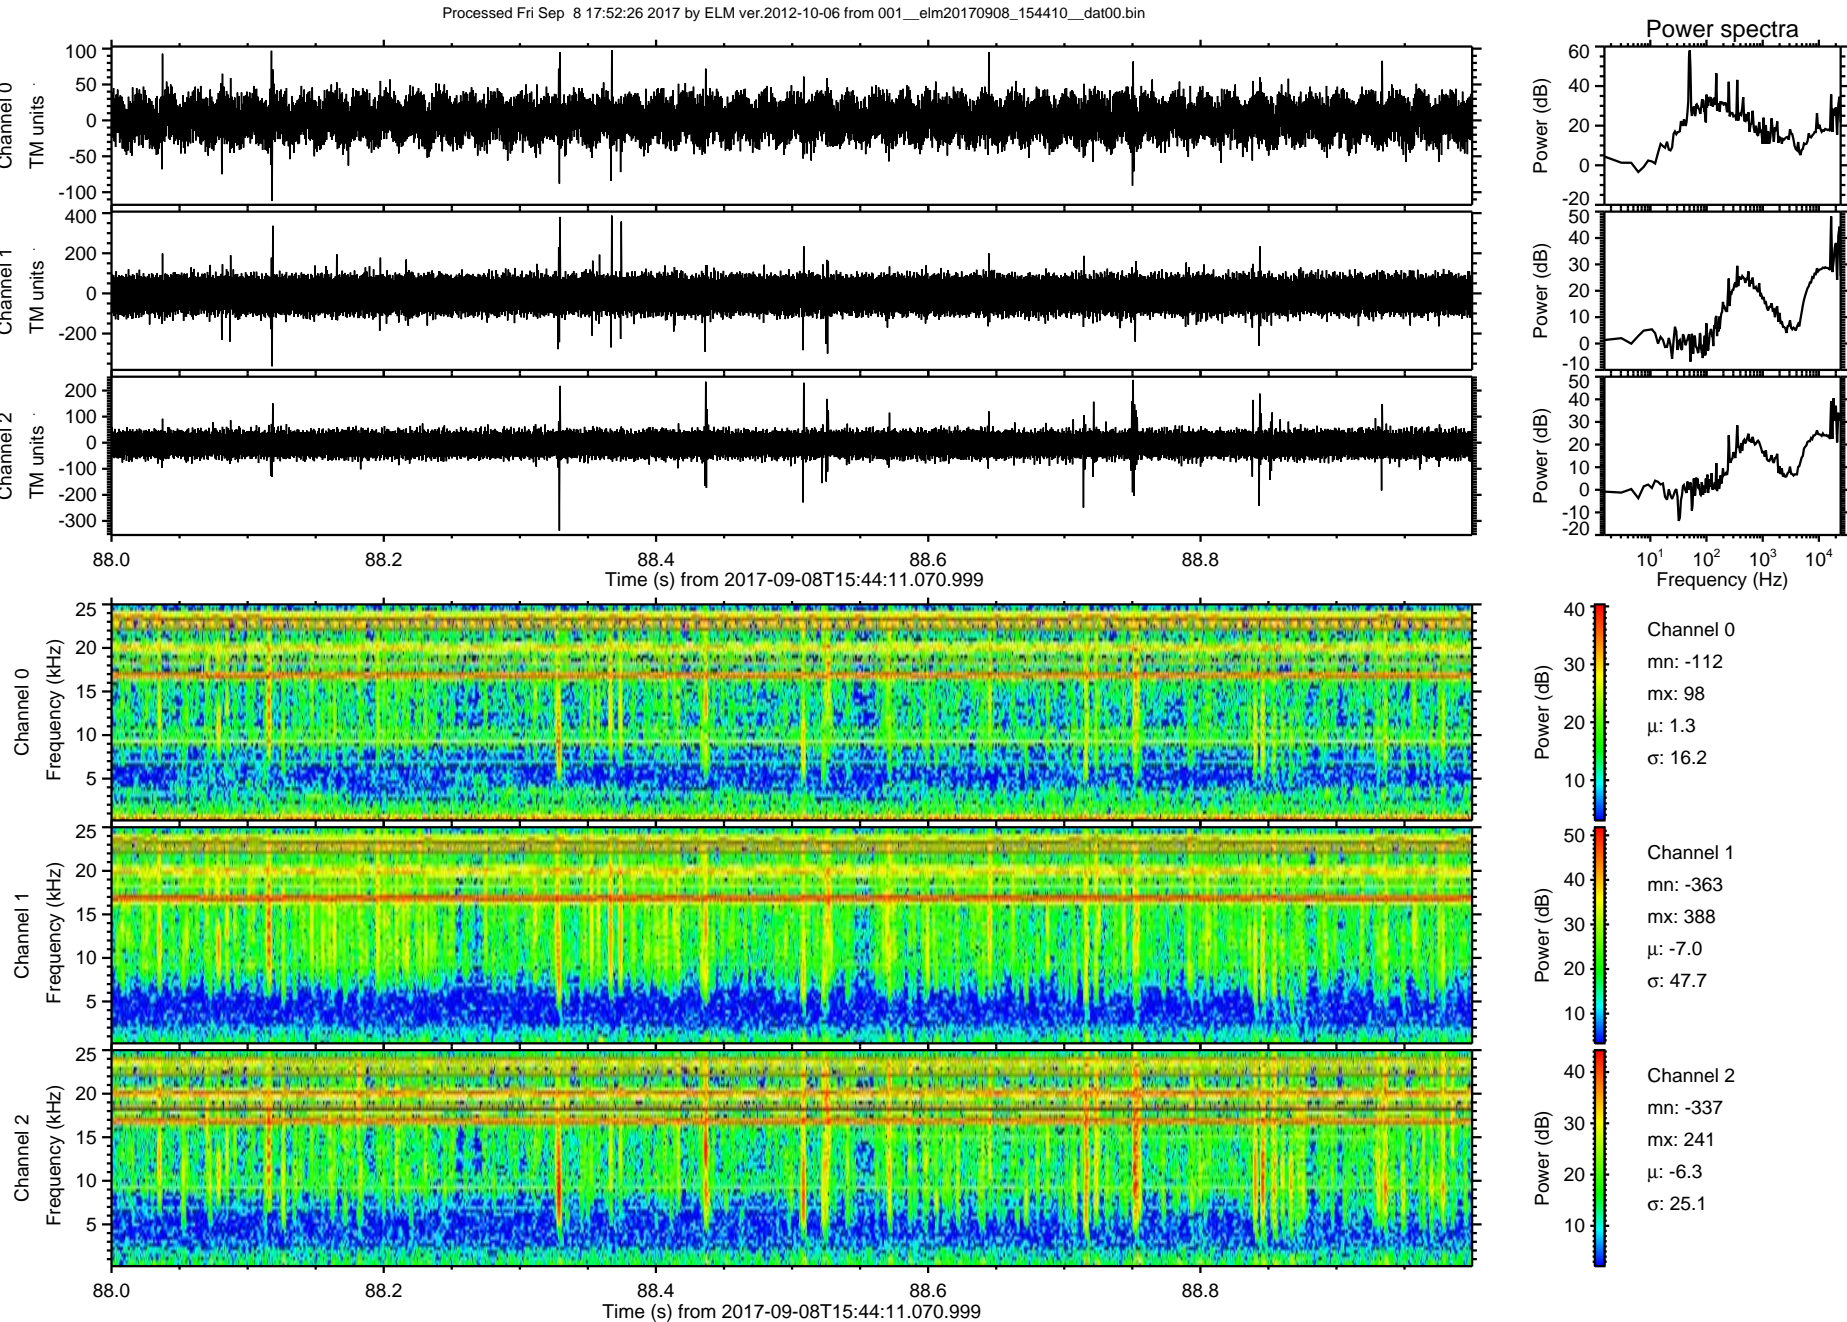 Processed Fri Sep  8 17:52:26 2017 by ELM ver.2012-10-06 from 001__elm20170908_154410__dat00.bin
Power spectra
Channel 0
TM units
100
50
0
-50
-100
Power (dB)
60
40
20
0
-20
Channel 1
TM units
400
200
0
-200
Power (dB)
50
40
30
20
10
0
-10
Channel 2
TM units
200
100
0
-100
-200
-300
Power (dB)
50
40
30
20
10
0
-10
-20
88.0 88.2 88.4 88.6 88.8
Time (s) from 2017-09-08T15:44:11.070.999
10¹ 10² 10³ 10⁴
Frequency (Hz)
Channel 0
Frequency (kHz)
25
20
15
10
5
Power (dB)
40
30
20
10
Channel 0
mn: -112
mx: 98
μ: 1.3
σ: 16.2
Channel 1
Frequency (kHz)
25
20
15
10
5
Power (dB)
50
40
30
20
10
Channel 1
mn: -363
mx: 388
μ: -7.0
σ: 47.7
Channel 2
Frequency (kHz)
25
20
15
10
5
Power (dB)
40
30
20
10
Channel 2
mn: -337
mx: 241
μ: -6.3
σ: 25.1
88.0 88.2 88.4 88.6 88.8
Time (s) from 2017-09-08T15:44:11.070.999